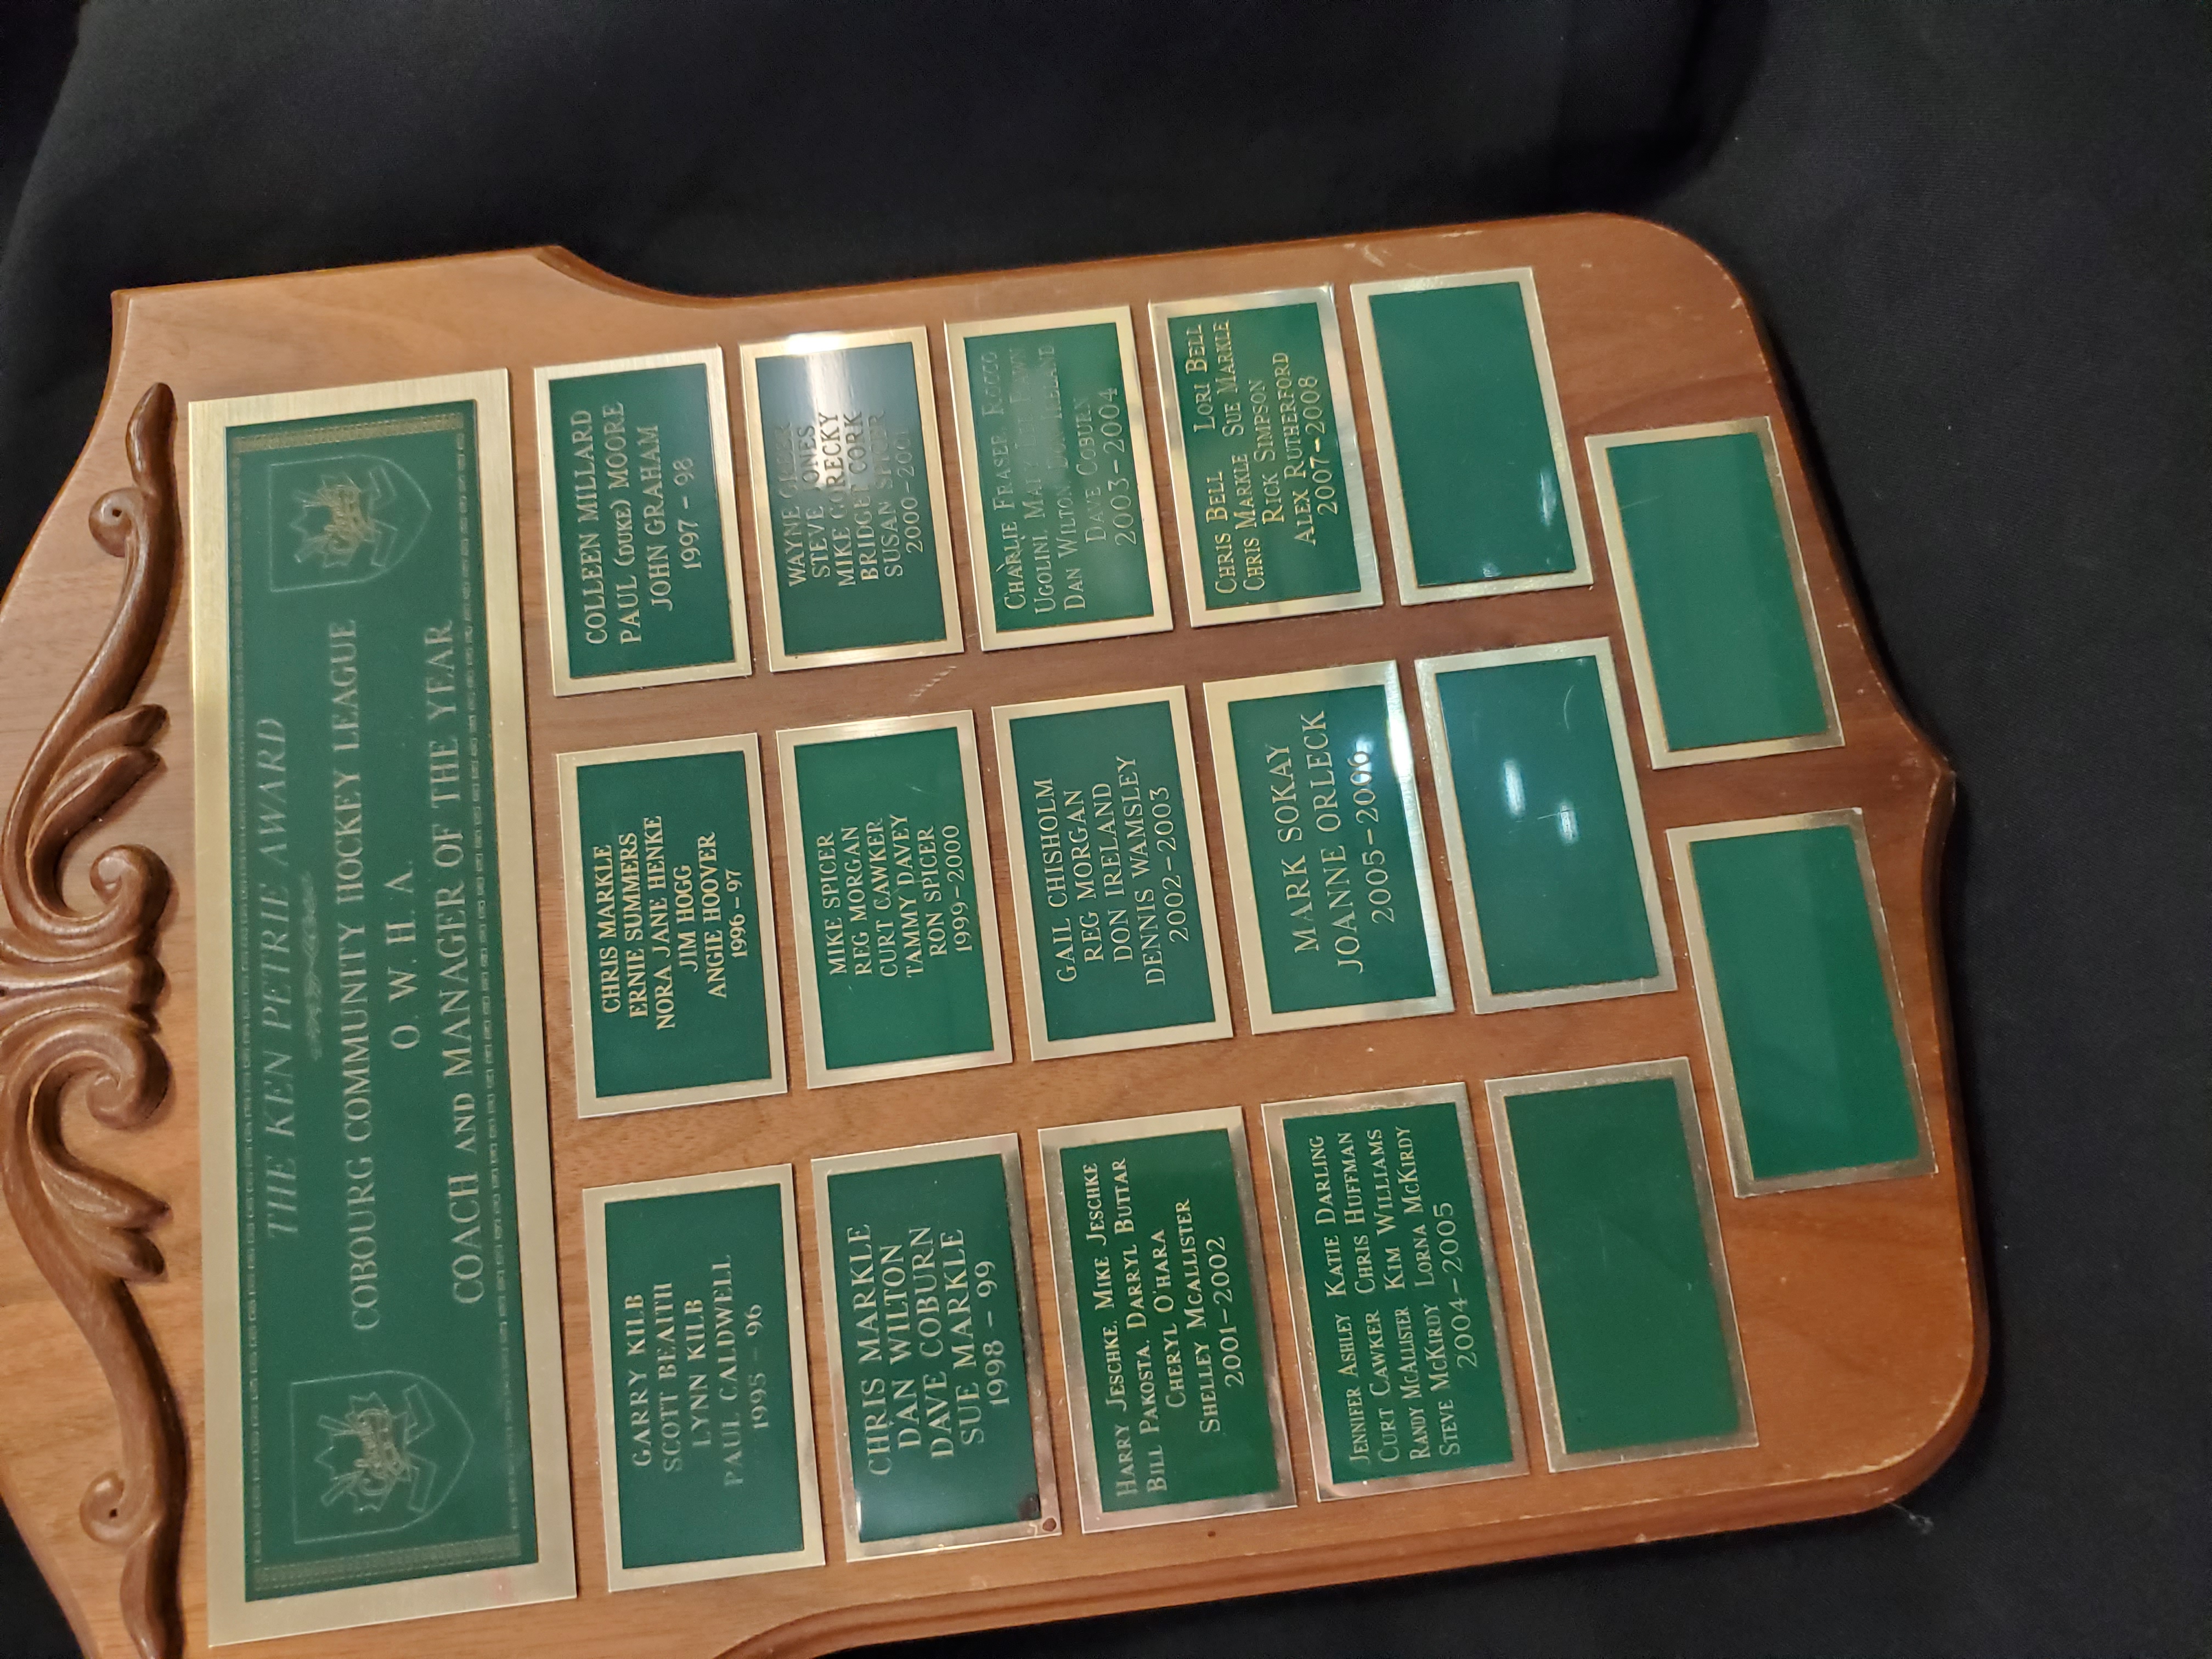 THE KEN PETRIE AWARD
COBOURG COMMUNITY HOCKEY LEAGUE
O. W. H. A.
COACH AND MANAGER OF THE YEAR
GARRY KILB
SCOTT BEATTH
LYNN KILB
PAUL CALDWELL
1995 - 96
CHRIS MARKLE
ERNIE SUMMERS
NORA JANE HENKE
JIM HOGG
ANGIE HOOVER
1996 - 97
COLLEEN MILLARD
PAUL (DUKE) MOORE
JOHN GRAHAM
1997 - 98
CHRIS MARKLE
DAN WILTON
DAVE COBURN
SUE MARKLE
1998 - 99
MIKE SPICER
REG MORGAN
CURT CAWKER
TAMMY DAVEY
RON SPICER
1999-2000
WAYNE
STEVE JONES
MIKE GORECKY
BRIDGET CORK
SUSAN
2000-2001
HARRY JESCHKE, MIKE JESCHKE
BILL PAKOSTA, DARRYL BUTTAR
CHERYL O'HARA
SHELLEY MCALLISTER
2001-2002
GAIL CHISHOLM
REG MORGAN
DON IRELAND
DENNIS WAMSLEY
2002-2003
CHARLIE FRASER, ROCCO
UGOLINI, MATT
DAN WILTON, IRELAND
DAVE COBURN
2003-2004
JENNIFER ASHLEY KATIE DARLING
CURT CAWKER CHRIS HUFFMAN
RANDY MCALLISTER KIM WILLIAMS
STEVE MCKIRDY LORNA MCKIRDY
2004-2005
MARK SOKAY
JOANNE ORLECK
2005-2006
CHRIS BELL LORI BELL
CHRIS MARKLE SUE MARKLE
RICK SIMPSON
ALEX RUTHERFORD
2007-2008